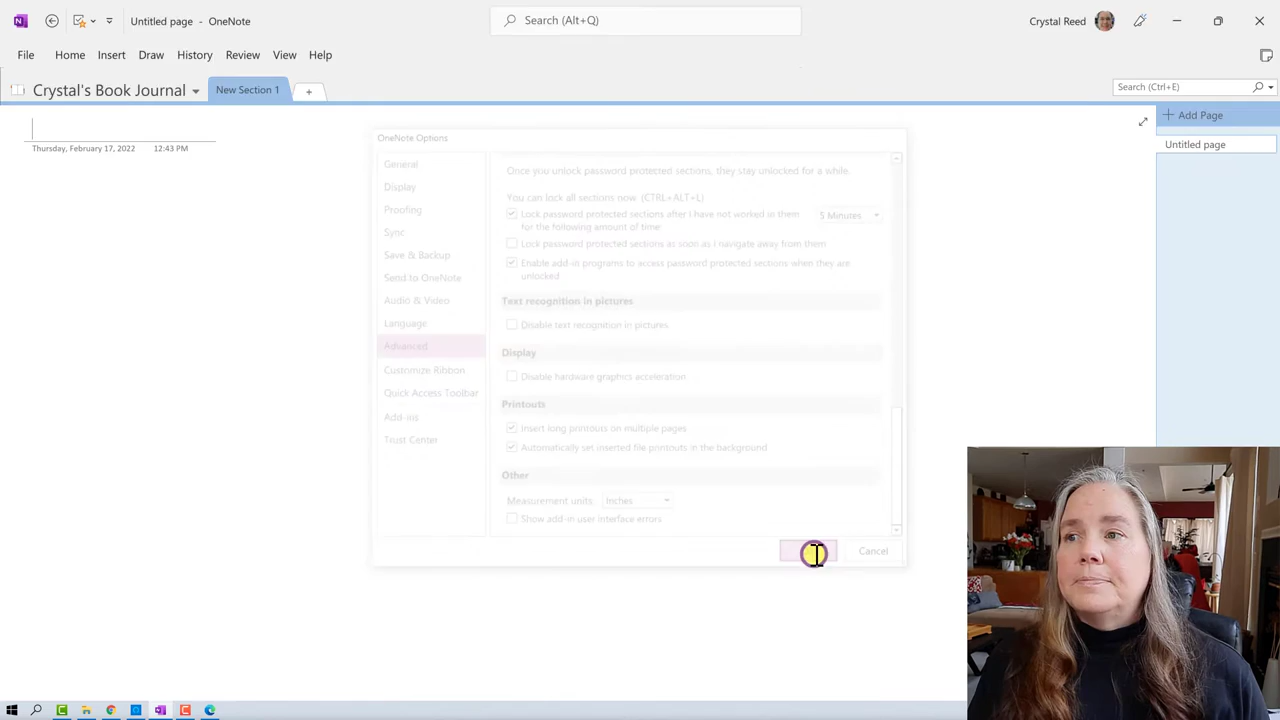 Untitled page - OneNote
Search (Alt+Q)
Crystal Reed
File Home Insert Draw History Review View Help
Crystal's Book Journal
New Section 1
Search (Ctrl+E)
Add Page
Untitled page
Thursday, February 17, 2022 12:43 PM
OneNote Options
General
Display
Proofing
Sync
Save & Backup
Send to OneNote
Audio & Video
Language
Advanced
Customize Ribbon
Quick Access Toolbar
Add-ins
Trust Center
Once you unlock password protected sections, they stay unlocked for a while.
You can lock all sections now (CTRL+ALT+L)
Lock password protected sections after I have not worked in them
for the following amount of time
5 Minutes
Lock password protected sections as soon as I navigate away from them
Enable add-in programs to access password protected sections when they are
unlocked
Text recognition in pictures
Disable text recognition in pictures
Display
Disable hardware graphics acceleration
Printouts
Insert long printouts on multiple pages
Automatically set inserted file printouts in the background
Other
Measurement units: Inches
Show add-in user interface errors
Cancel